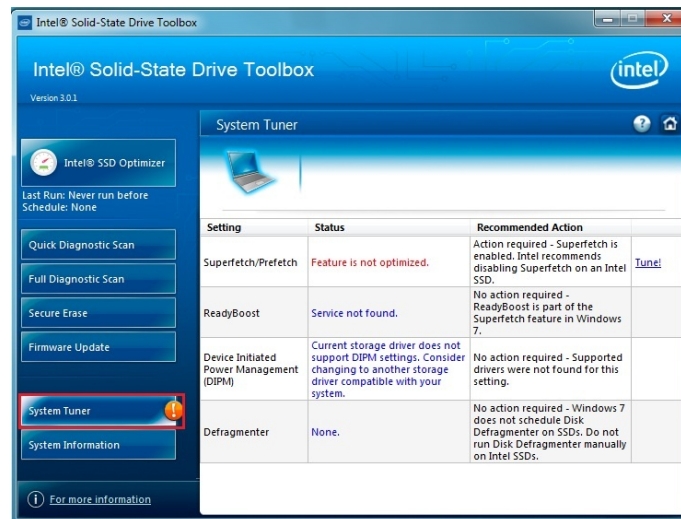 Intel® Solid-State Drive Toolbox
Intel® Solid-State Drive Toolbox
Version 3.0.1
intel
System Tuner
?
Intel® SSD Optimizer
Last Run: Never run before
Schedule: None
Quick Diagnostic Scan
Full Diagnostic Scan
Secure Erase
Firmware Update
System Tuner
!
System Information
i For more information
Setting Status Recommended Action
Superfetch/Prefetch Feature is not optimized.
Action required - Superfetch is
enabled. Intel recommends
disabling Superfetch on an Intel
SSD.
Tune!
ReadyBoost Service not found.
No action required -
ReadyBoost is part of the
Superfetch feature in Windows
7.
Device Initiated
Power Management
(DIPM)
Current storage driver does not
support DIPM settings. Consider
changing to another storage
driver compatible with your
system.
No action required - Supported
drivers were not found for this
setting.
Defragmenter None.
No action required - Windows 7
does not schedule Disk
Defragmenter on SSDs. Do not
run Disk Defragmenter manually
on Intel SSDs.